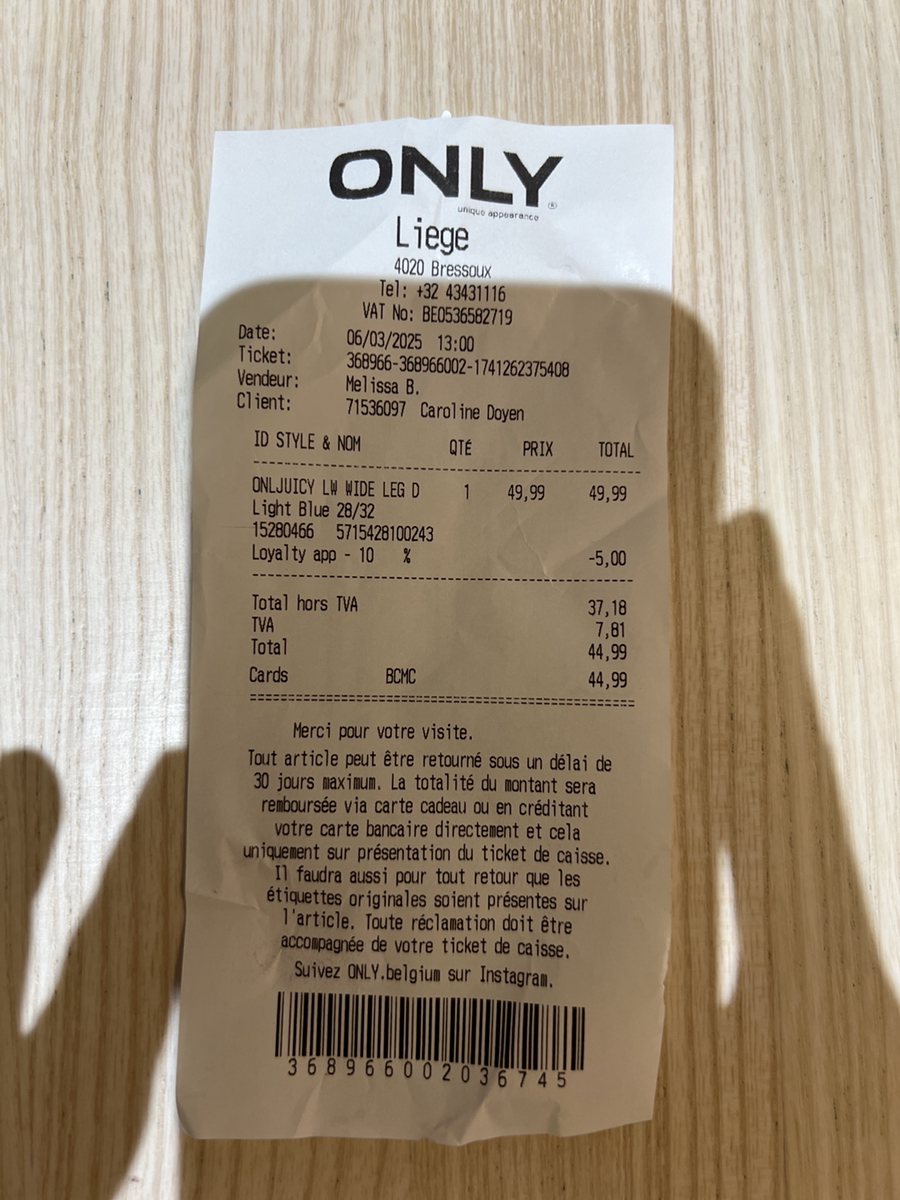 ONLY®
unique appearance
Liege
4020 Bressoux
Tel: +32 43431116
VAT No: BE0536582719
Date: 06/03/2025 13:00
Ticket: 368966-368966002-1741262375408
Vendeur: Melissa B.
Client: 71536097 Caroline Doyen
ID STYLE & NOM QTÉ PRIX TOTAL
ONLJUICY LW WIDE LEG D 1 49,99 49,99
Light Blue 28/32
15280466 5715428100243
Loyalty app - 10 % -5,00
Total hors TVA 37,18
TVA 7,81
Total 44,99
Cards BCMC 44,99
Merci pour votre visite.
Tout article peut être retourné sous un délai de
30 jours maximum. La totalité du montant sera
remboursée via carte cadeau ou en créditant
votre carte bancaire directement et cela
uniquement sur présentation du ticket de caisse.
Il faudra aussi pour tout retour que les
étiquettes originales soient présentes sur
l'article. Toute réclamation doit être
accompagnée de votre ticket de caisse.
Suivez ONLY.belgium sur Instagram.
368966002036745